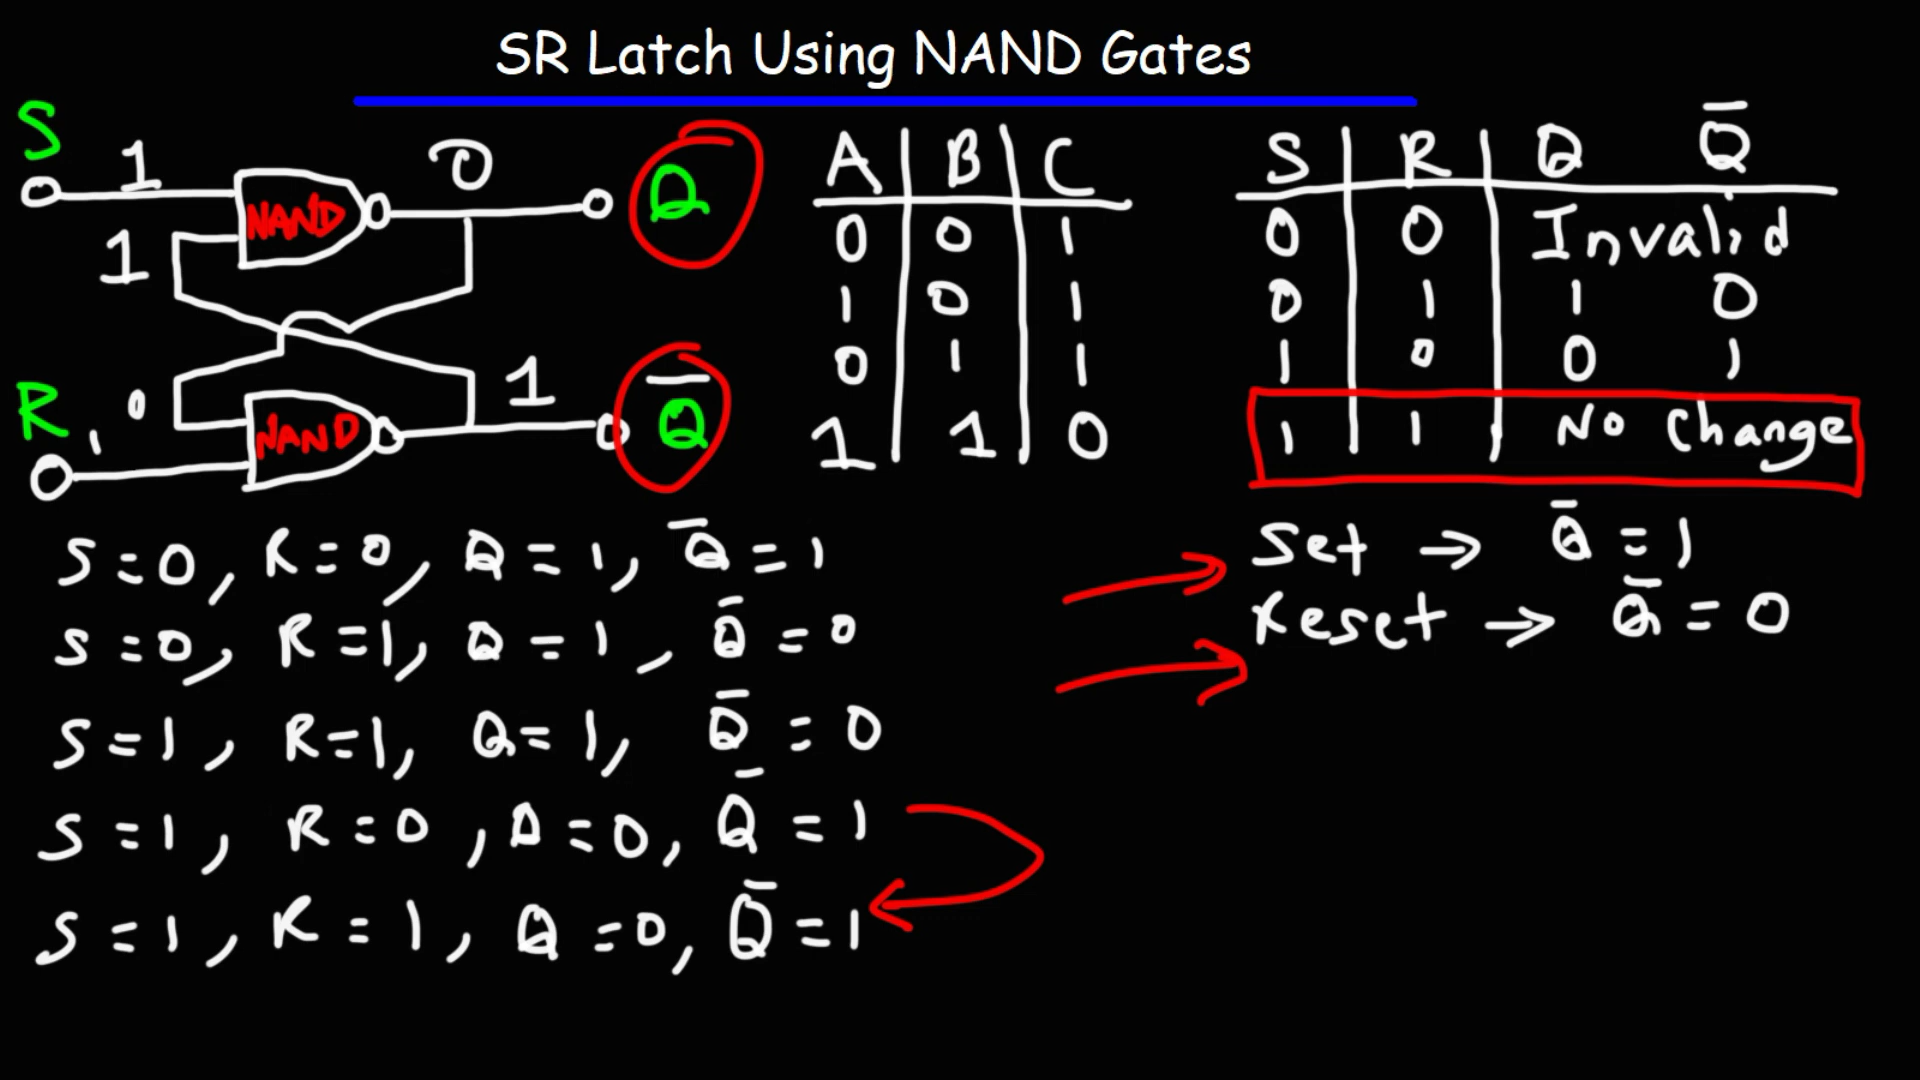 SR Latch Using NAND Gates
S
1
NAND
1
0
Q
R
1
0
NAND
1
Q̅
A B C
0 0 1
1 0 1
0 1 1
1 1 0
S R Q Q̅
0 0 Invalid
0 1 1 0
1 0 0 1
1 1 No Change
Set → Q̅ = 1
Reset → Q̅ = 0
S = 0, R = 0, Q = 1, Q̅ = 1
S = 0, R = 1, Q = 1, Q̅ = 0
S = 1, R = 1, Q = 1, Q̅ = 0
S = 1, R = 0, Q = 0, Q̅ = 1
S = 1, R = 1, Q = 0, Q̅ = 1